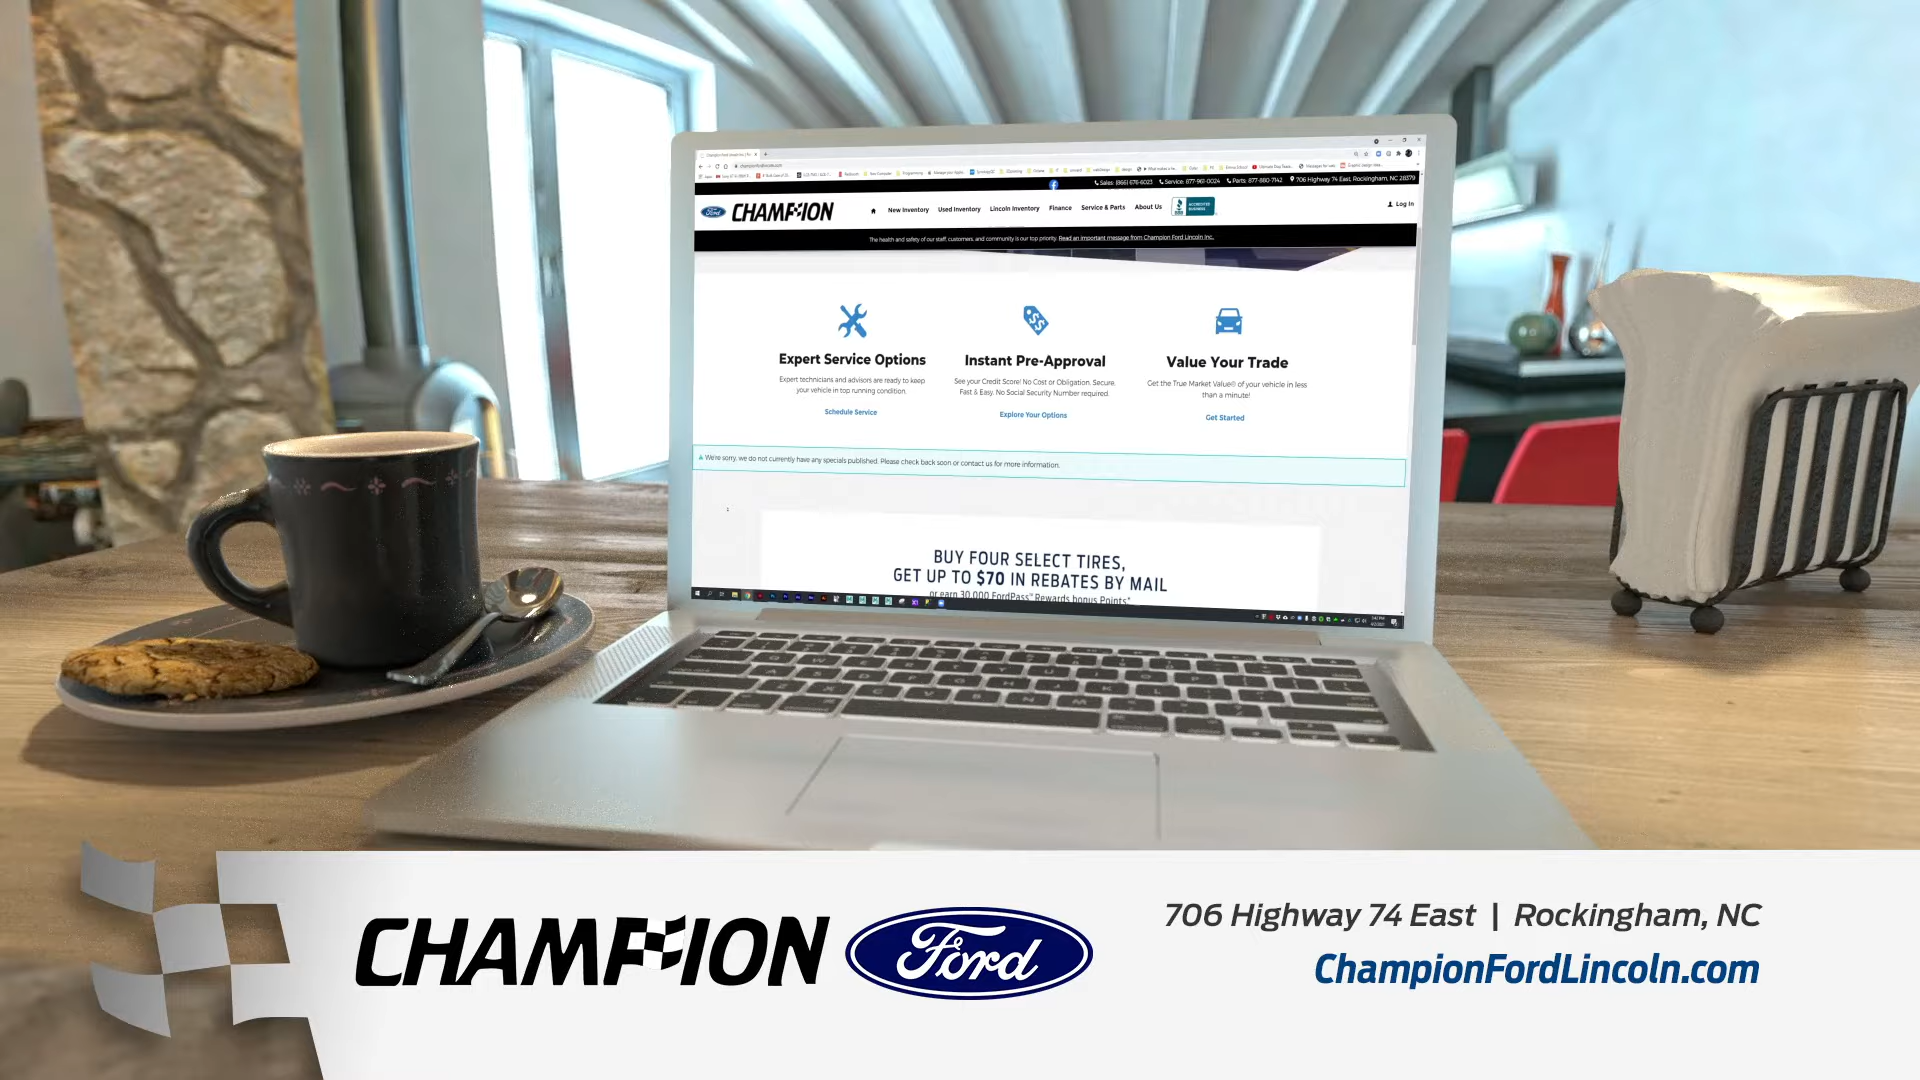 championfordlincoln.com
Sales: (866) 676-6023 Service: 877-961-0024 Parts: 877-880-7142 706 Highway 74 East, Rockingham, NC 28379
Ford CHAMPION New Inventory Used Inventory Lincoln Inventory Finance Service & Parts About Us ACCREDITED BUSINESS Log In
The health and safety of our staff, customers, and community is our top priority. Read an important message from Champion Ford Lincoln Inc.
Expert Service Options
Expert technicians and advisors are ready to keep
your vehicle in top running condition.
Schedule Service
Instant Pre-Approval
See your Credit Score! No Cost or Obligation. Secure.
Fast & Easy. No Social Security Number required.
Explore Your Options
Value Your Trade
Get the True Market Value® of your vehicle in less
than a minute!
Get Started
We're sorry, we do not currently have any specials published. Please check back soon or contact us for more information.
BUY FOUR SELECT TIRES,
GET UP TO $70 IN REBATES BY MAIL
or earn 30,000 FordPass™ Rewards bonus Points*
CHAMPION Ford
706 Highway 74 East | Rockingham, NC
ChampionFordLincoln.com